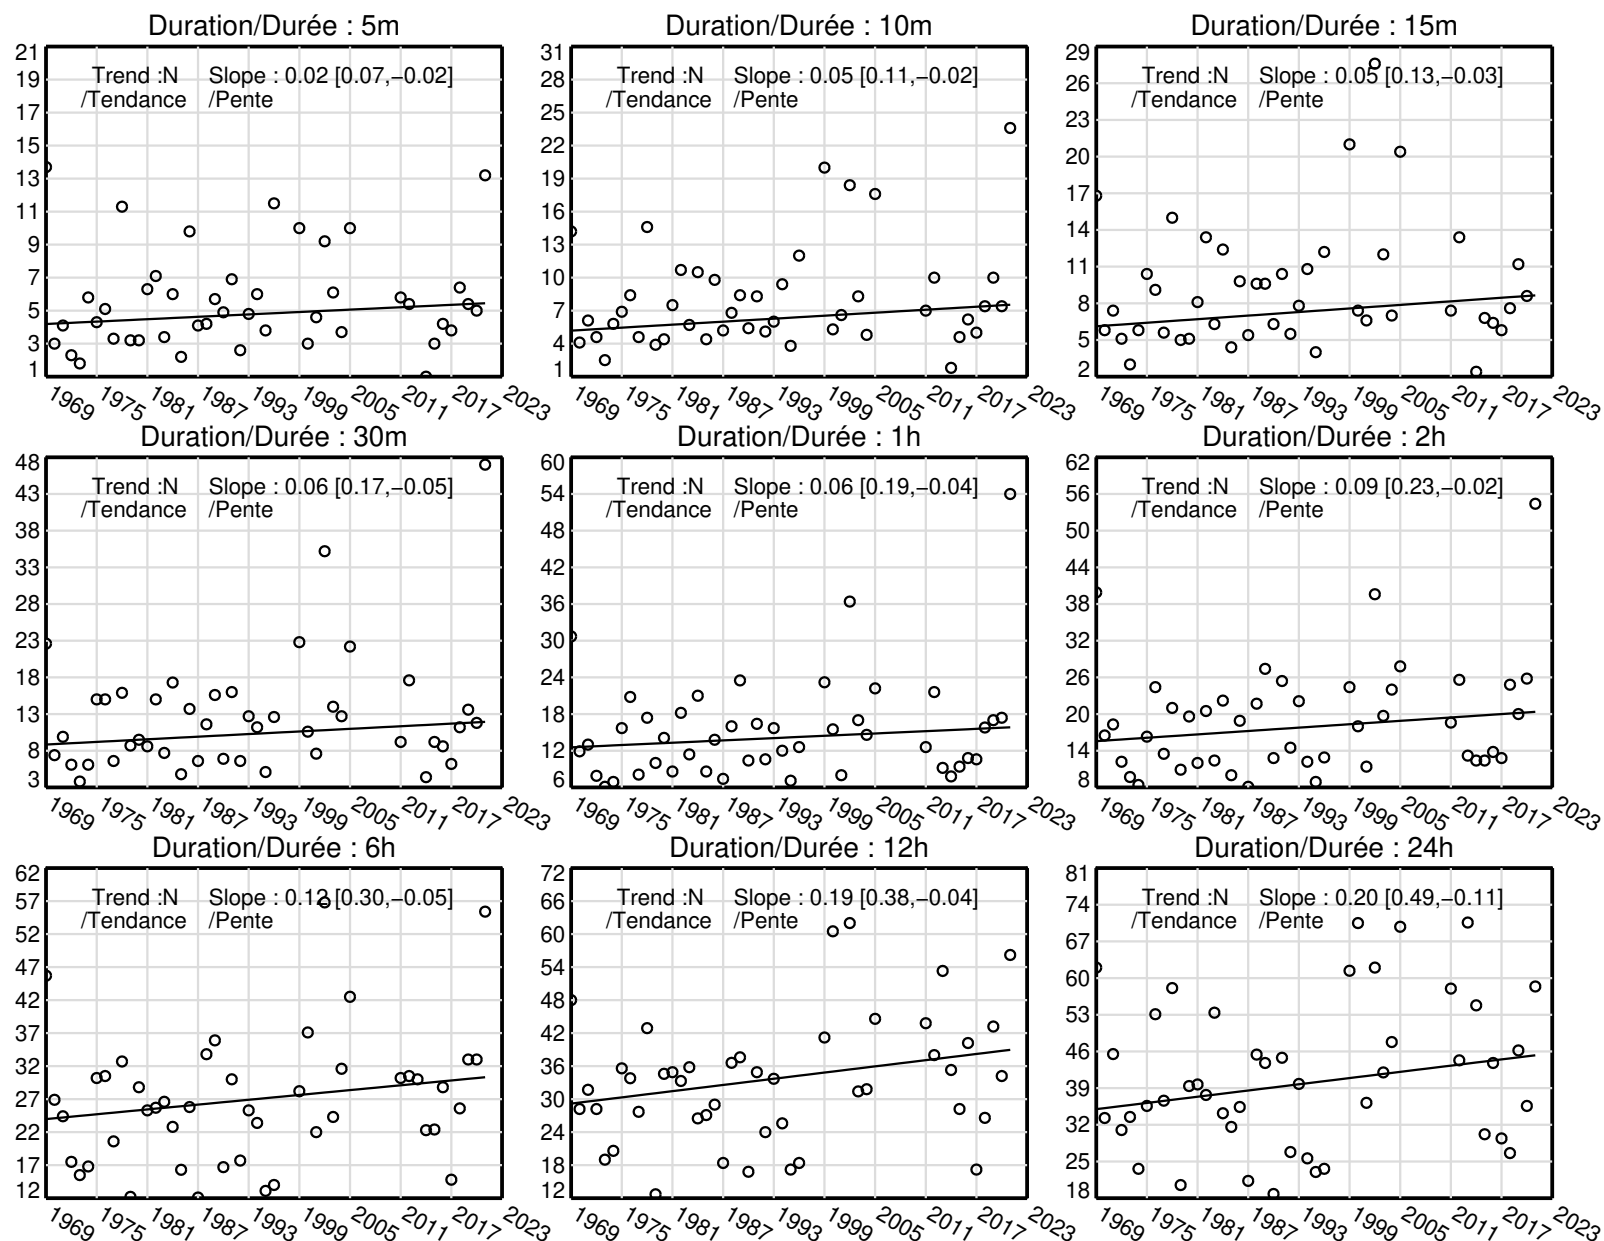 Duration/Durée : 5m
21
19
17
15
13
11
9
7
5
3
1
Trend :N Slope : 0.02 [0.07,−0.02]
/Tendance /Pente
1969 1975 1981 1987 1993 1999 2005 2011 2017 2023
Duration/Durée : 10m
31
28
25
22
19
16
13
10
7
4
1
Trend :N Slope : 0.05 [0.11,−0.02]
/Tendance /Pente
1969 1975 1981 1987 1993 1999 2005 2011 2017 2023
Duration/Durée : 15m
29
26
23
20
17
14
11
8
5
2
Trend :N Slope : 0.05 [0.13,−0.03]
/Tendance /Pente
1969 1975 1981 1987 1993 1999 2005 2011 2017 2023
Duration/Durée : 30m
48
43
38
33
28
23
18
13
8
3
Trend :N Slope : 0.06 [0.17,−0.05]
/Tendance /Pente
1969 1975 1981 1987 1993 1999 2005 2011 2017 2023
Duration/Durée : 1h
60
54
48
42
36
30
24
18
12
6
Trend :N Slope : 0.06 [0.19,−0.04]
/Tendance /Pente
1969 1975 1981 1987 1993 1999 2005 2011 2017 2023
Duration/Durée : 2h
62
56
50
44
38
32
26
20
14
8
Trend :N Slope : 0.09 [0.23,−0.02]
/Tendance /Pente
1969 1975 1981 1987 1993 1999 2005 2011 2017 2023
Duration/Durée : 6h
62
57
52
47
42
37
32
27
22
17
12
Trend :N Slope : 0.12 [0.30,−0.05]
/Tendance /Pente
1969 1975 1981 1987 1993 1999 2005 2011 2017 2023
Duration/Durée : 12h
72
66
60
54
48
42
36
30
24
18
12
Trend :N Slope : 0.19 [0.38,−0.04]
/Tendance /Pente
1969 1975 1981 1987 1993 1999 2005 2011 2017 2023
Duration/Durée : 24h
81
74
67
60
53
46
39
32
25
18
Trend :N Slope : 0.20 [0.49,−0.11]
/Tendance /Pente
1969 1975 1981 1987 1993 1999 2005 2011 2017 2023